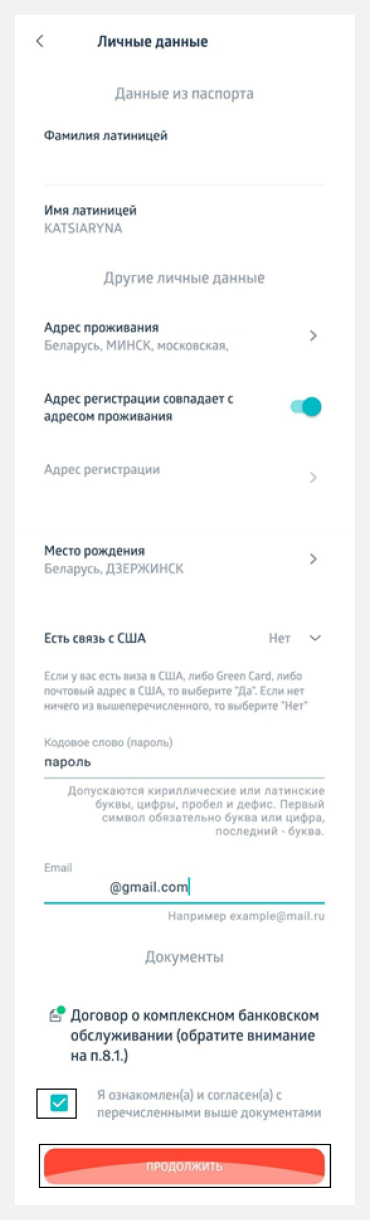 Личные данные
Данные из паспорта
Фамилия латиницей
Имя латиницей
KATSIARYNA
Другие личные данные
Адрес проживания
Беларусь, МИНСК, московская,
Адрес регистрации совпадает с
адресом проживания
Адрес регистрации
Место рождения
Беларусь, ДЗЕРЖИНСК
Есть связь с США Нет
Если у вас есть виза в США, либо Green Card, либо
почтовый адрес в США, то выберите "Да". Если нет
ничего из вышеперечисленного, то выберите "Нет"
Кодовое слово (пароль)
пароль
Допускаются кириллические или латинские
буквы, цифры, пробел и дефис. Первый
символ обязательно буква или цифра,
последний - буква.
Email
@gmail.com
Например example@mail.ru
Документы
Договор о комплексном банковском
обслуживании (обратите внимание
на п.8.1.)
Я ознакомлен(а) и согласен(а) с
перечисленными выше документами
ПРОДОЛЖИТЬ